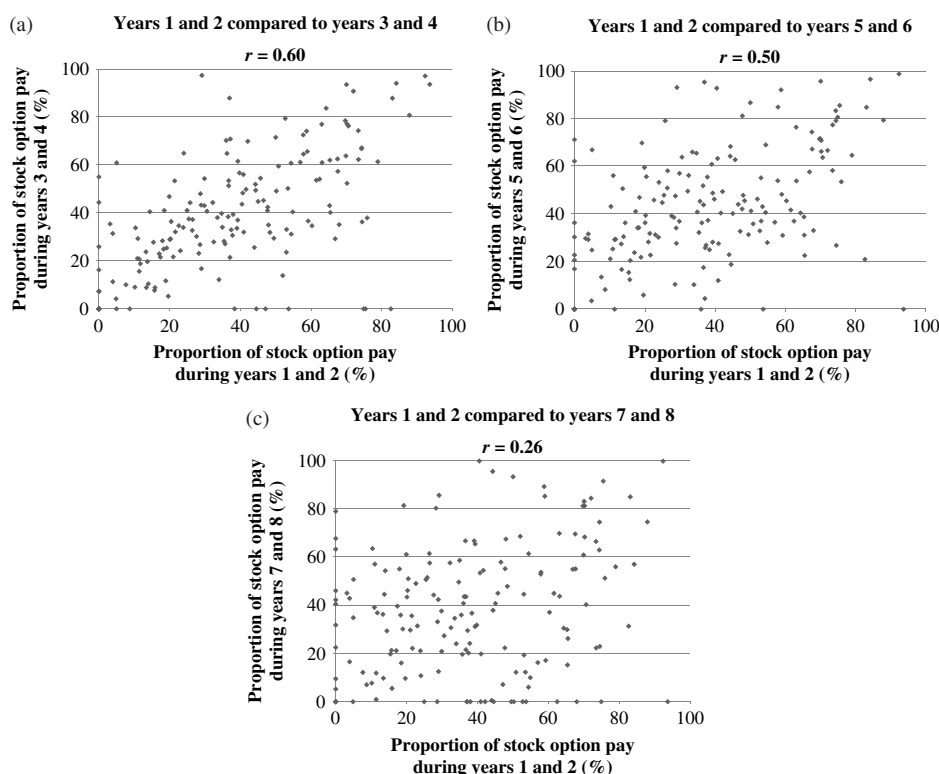 (a)
Years 1 and 2 compared to years 3 and 4
r = 0.60
Proportion of stock option pay
during years 3 and 4 (%)
100
80
60
40
20
0
0 20 40 60 80 100
Proportion of stock option pay
during years 1 and 2 (%)
(b)
Years 1 and 2 compared to years 5 and 6
r = 0.50
Proportion of stock option pay
during years 5 and 6 (%)
100
80
60
40
20
0
0 20 40 60 80 100
Proportion of stock option pay
during years 1 and 2 (%)
(c)
Years 1 and 2 compared to years 7 and 8
r = 0.26
Proportion of stock option pay
during years 7 and 8 (%)
100
80
60
40
20
0
0 20 40 60 80 100
Proportion of stock option pay
during years 1 and 2 (%)